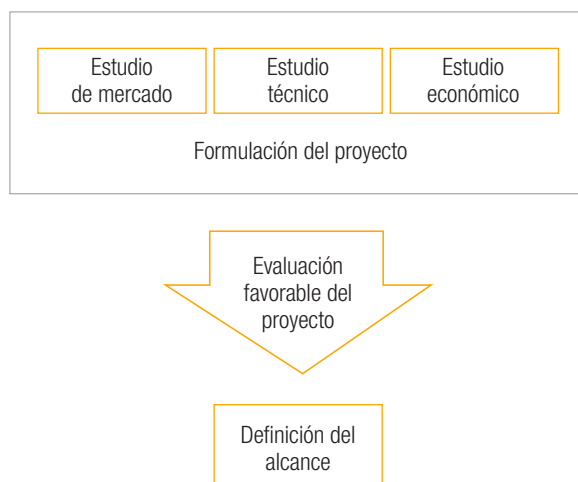 Estudio
de mercado
Estudio
técnico
Estudio
económico
Formulación del proyecto
Evaluación
favorable del
proyecto
Definición del
alcance